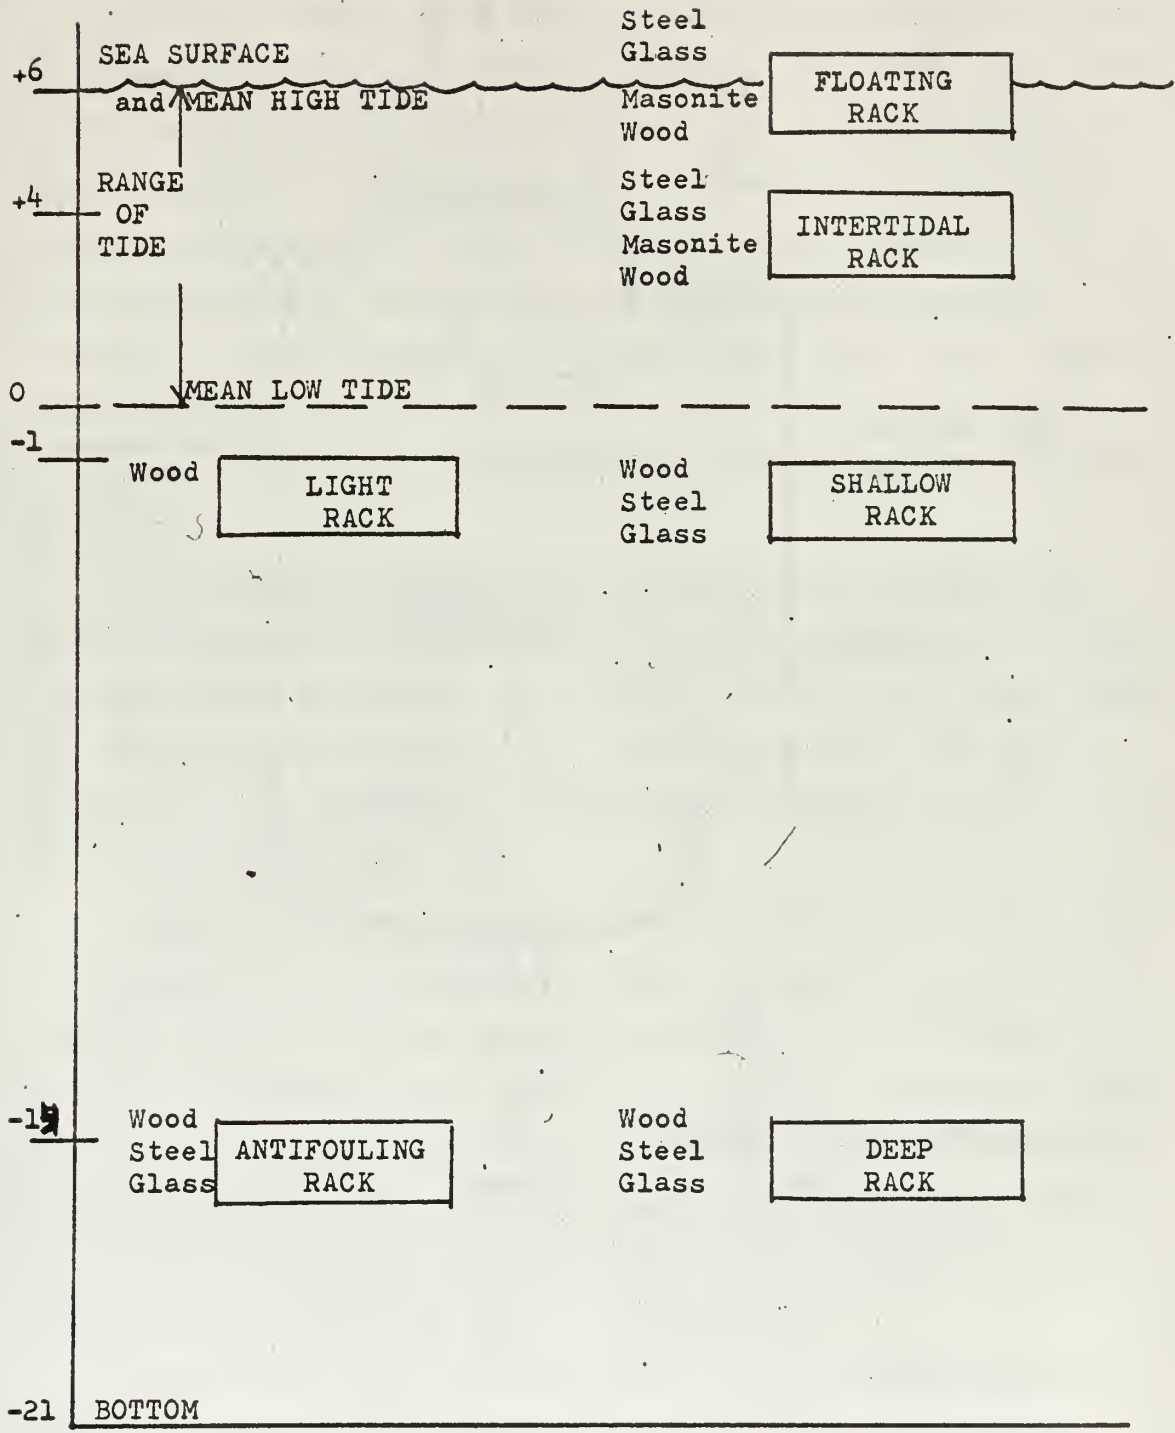 Steel
Glass
+6
SEA SURFACE
and MEAN HIGH TIDE
Masonite
Wood
FLOATING
RACK
RANGE
OF
TIDE
+4
Steel
Glass
Masonite
Wood
INTERTIDAL
RACK
0
MEAN LOW TIDE
-1
Wood
LIGHT
RACK
Wood
Steel
Glass
SHALLOW
RACK
Wood
Steel
Glass
ANTIFOULING
RACK
Wood
Steel
Glass
DEEP
RACK
-21
BOTTOM